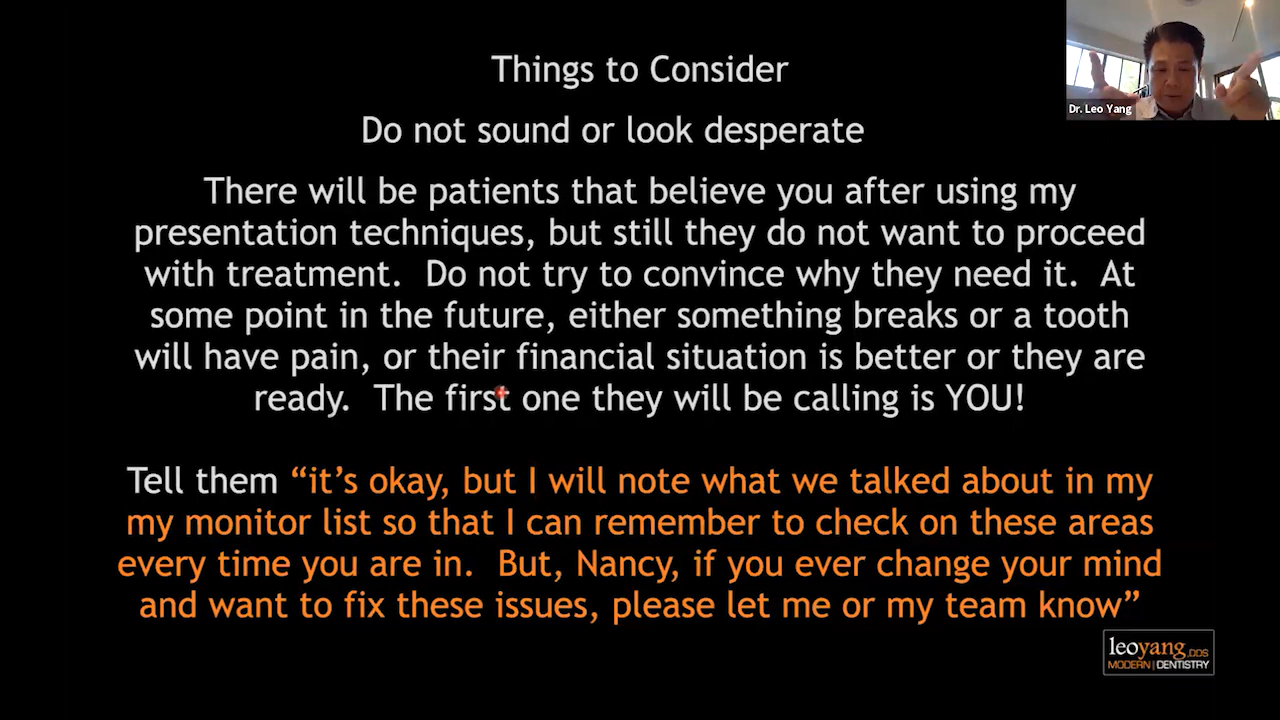 Things to Consider
Dr. Leo Yang
Do not sound or look desperate
There will be patients that believe you after using my
presentation techniques, but still they do not want to proceed
with treatment.  Do not try to convince why they need it.  At
some point in the future, either something breaks or a tooth
will have pain, or their financial situation is better or they are
ready.  The first one they will be calling is YOU!
Tell them “it’s okay, but I will note what we talked about in my
my monitor list so that I can remember to check on these areas
every time you are in.  But, Nancy, if you ever change your mind
and want to fix these issues, please let me or my team know”
leoyang.DDS
MODERN | DENTISTRY